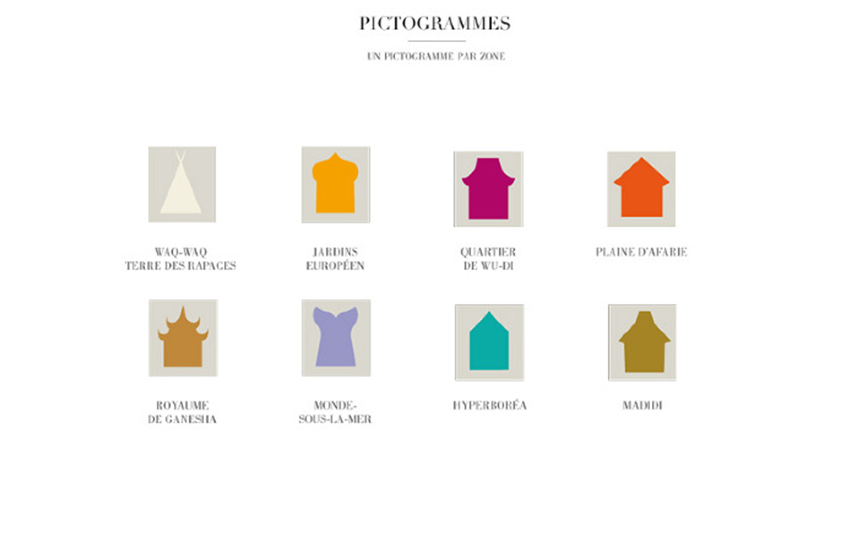 PICTOGRAMMES
UN PICTOGRAMME PAR ZONE
WAQ-WAQ
TERRE DES RAPACES
JARDINS
EUROPÉEN
QUARTIER
DE WU-DI
PLAINE D'AFARIE
ROYAUME
DE GANESHA
MONDE-
SOUS-LA-MER
HYPERBORÉA
MADIDI